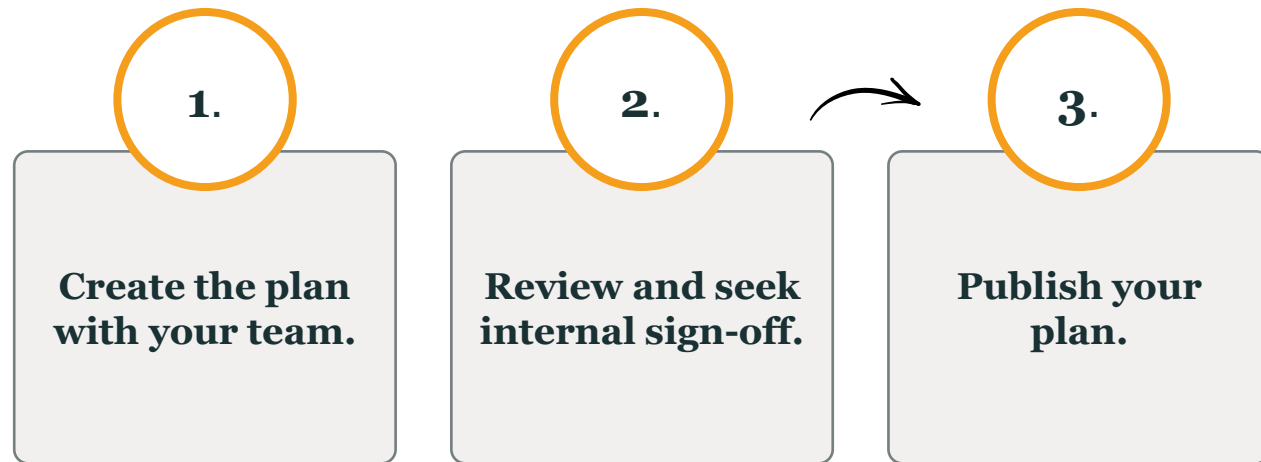 1.
2.
3.
Create the plan
with your team.
Review and seek
internal sign-off.
Publish your
plan.